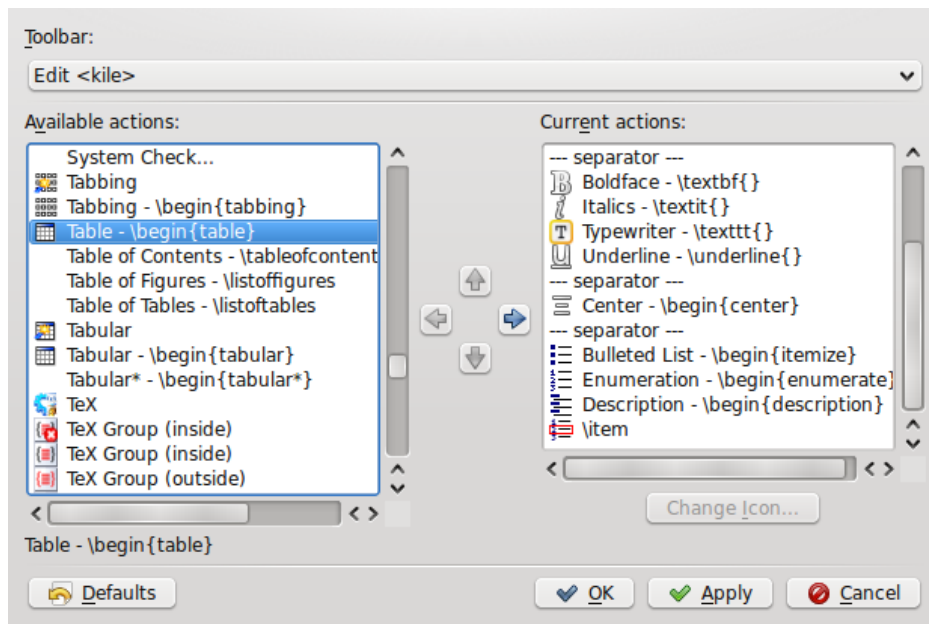 Toolbar:
Edit <kile>
Available actions:
System Check...
Tabbing
Tabbing - \begin{tabbing}
Table - \begin{table}
Table of Contents - \tableofcontent
Table of Figures - \listoffigures
Table of Tables - \listoftables
Tabular
Tabular - \begin{tabular}
Tabular* - \begin{tabular*}
TeX
TeX Group (inside)
TeX Group (inside)
TeX Group (outside)
Table - \begin{table}
Current actions:
--- separator ---
Boldface - \textbf{}
Italics - \textit{}
Typewriter - \texttt{}
Underline - \underline{}
--- separator ---
Center - \begin{center}
--- separator ---
Bulleted List - \begin{itemize}
Enumeration - \begin{enumerate}
Description - \begin{description}
\item
Change Icon...
Defaults
OK
Apply
Cancel